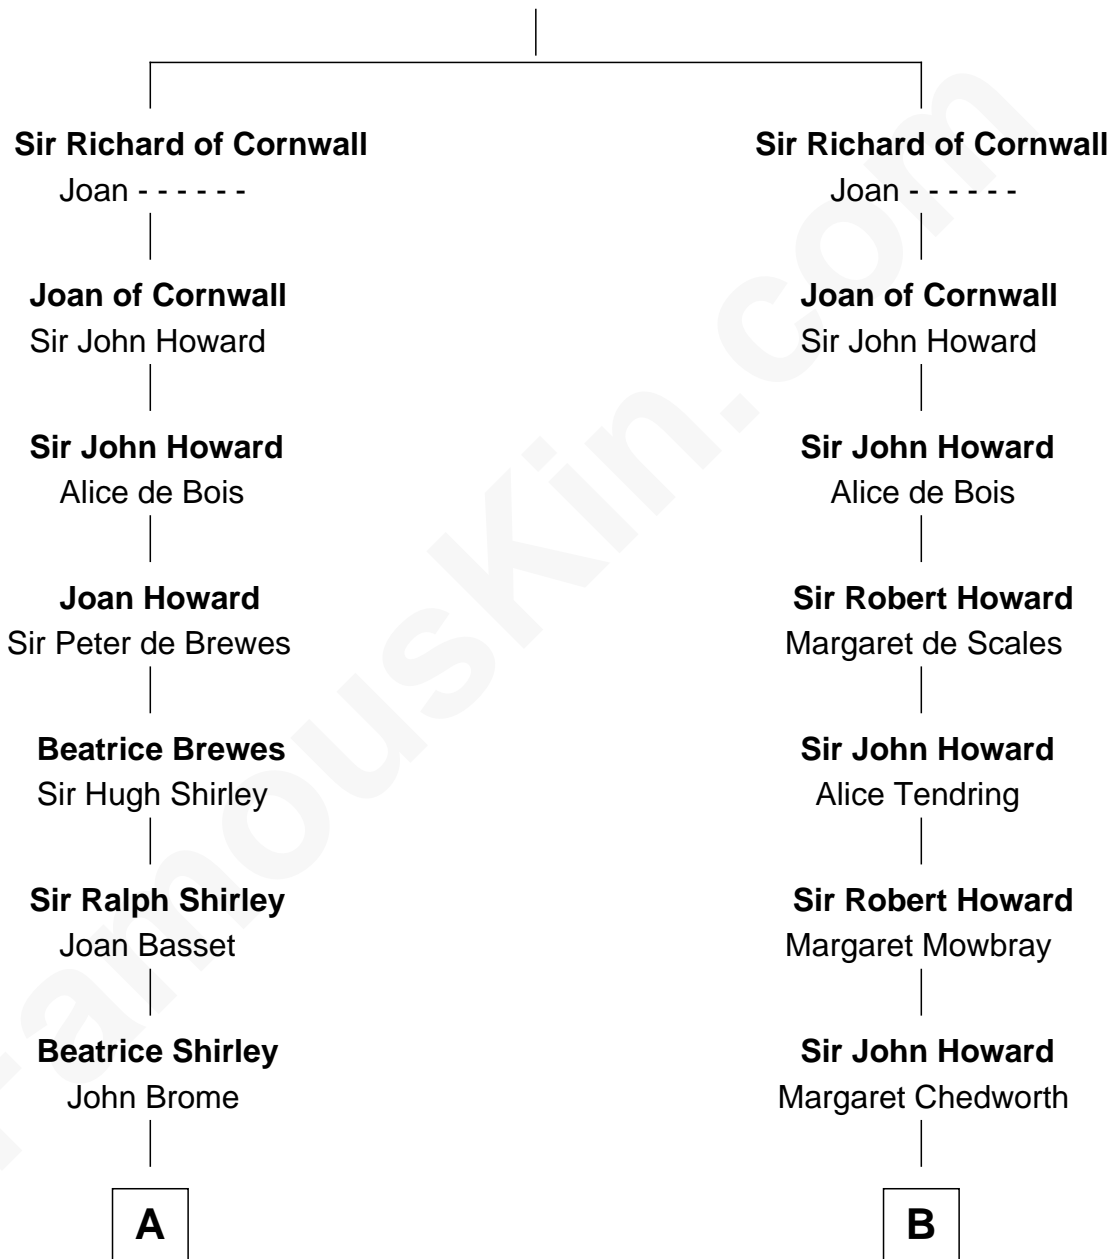 Sir Richard of Cornwall
Joan - - - - - -
Joan of Cornwall
Sir John Howard
Sir John Howard
Alice de Bois
Joan Howard
Sir Peter de Brewes
Beatrice Brewes
Sir Hugh Shirley
Sir Ralph Shirley
Joan Basset
Beatrice Shirley
John Brome
A
Sir Richard of Cornwall
Joan - - - - - -
Joan of Cornwall
Sir John Howard
Sir John Howard
Alice de Bois
Sir Robert Howard
Margaret de Scales
Sir John Howard
Alice Tendring
Sir Robert Howard
Margaret Mowbray
Sir John Howard
Margaret Chedworth
B
FamousKin.com